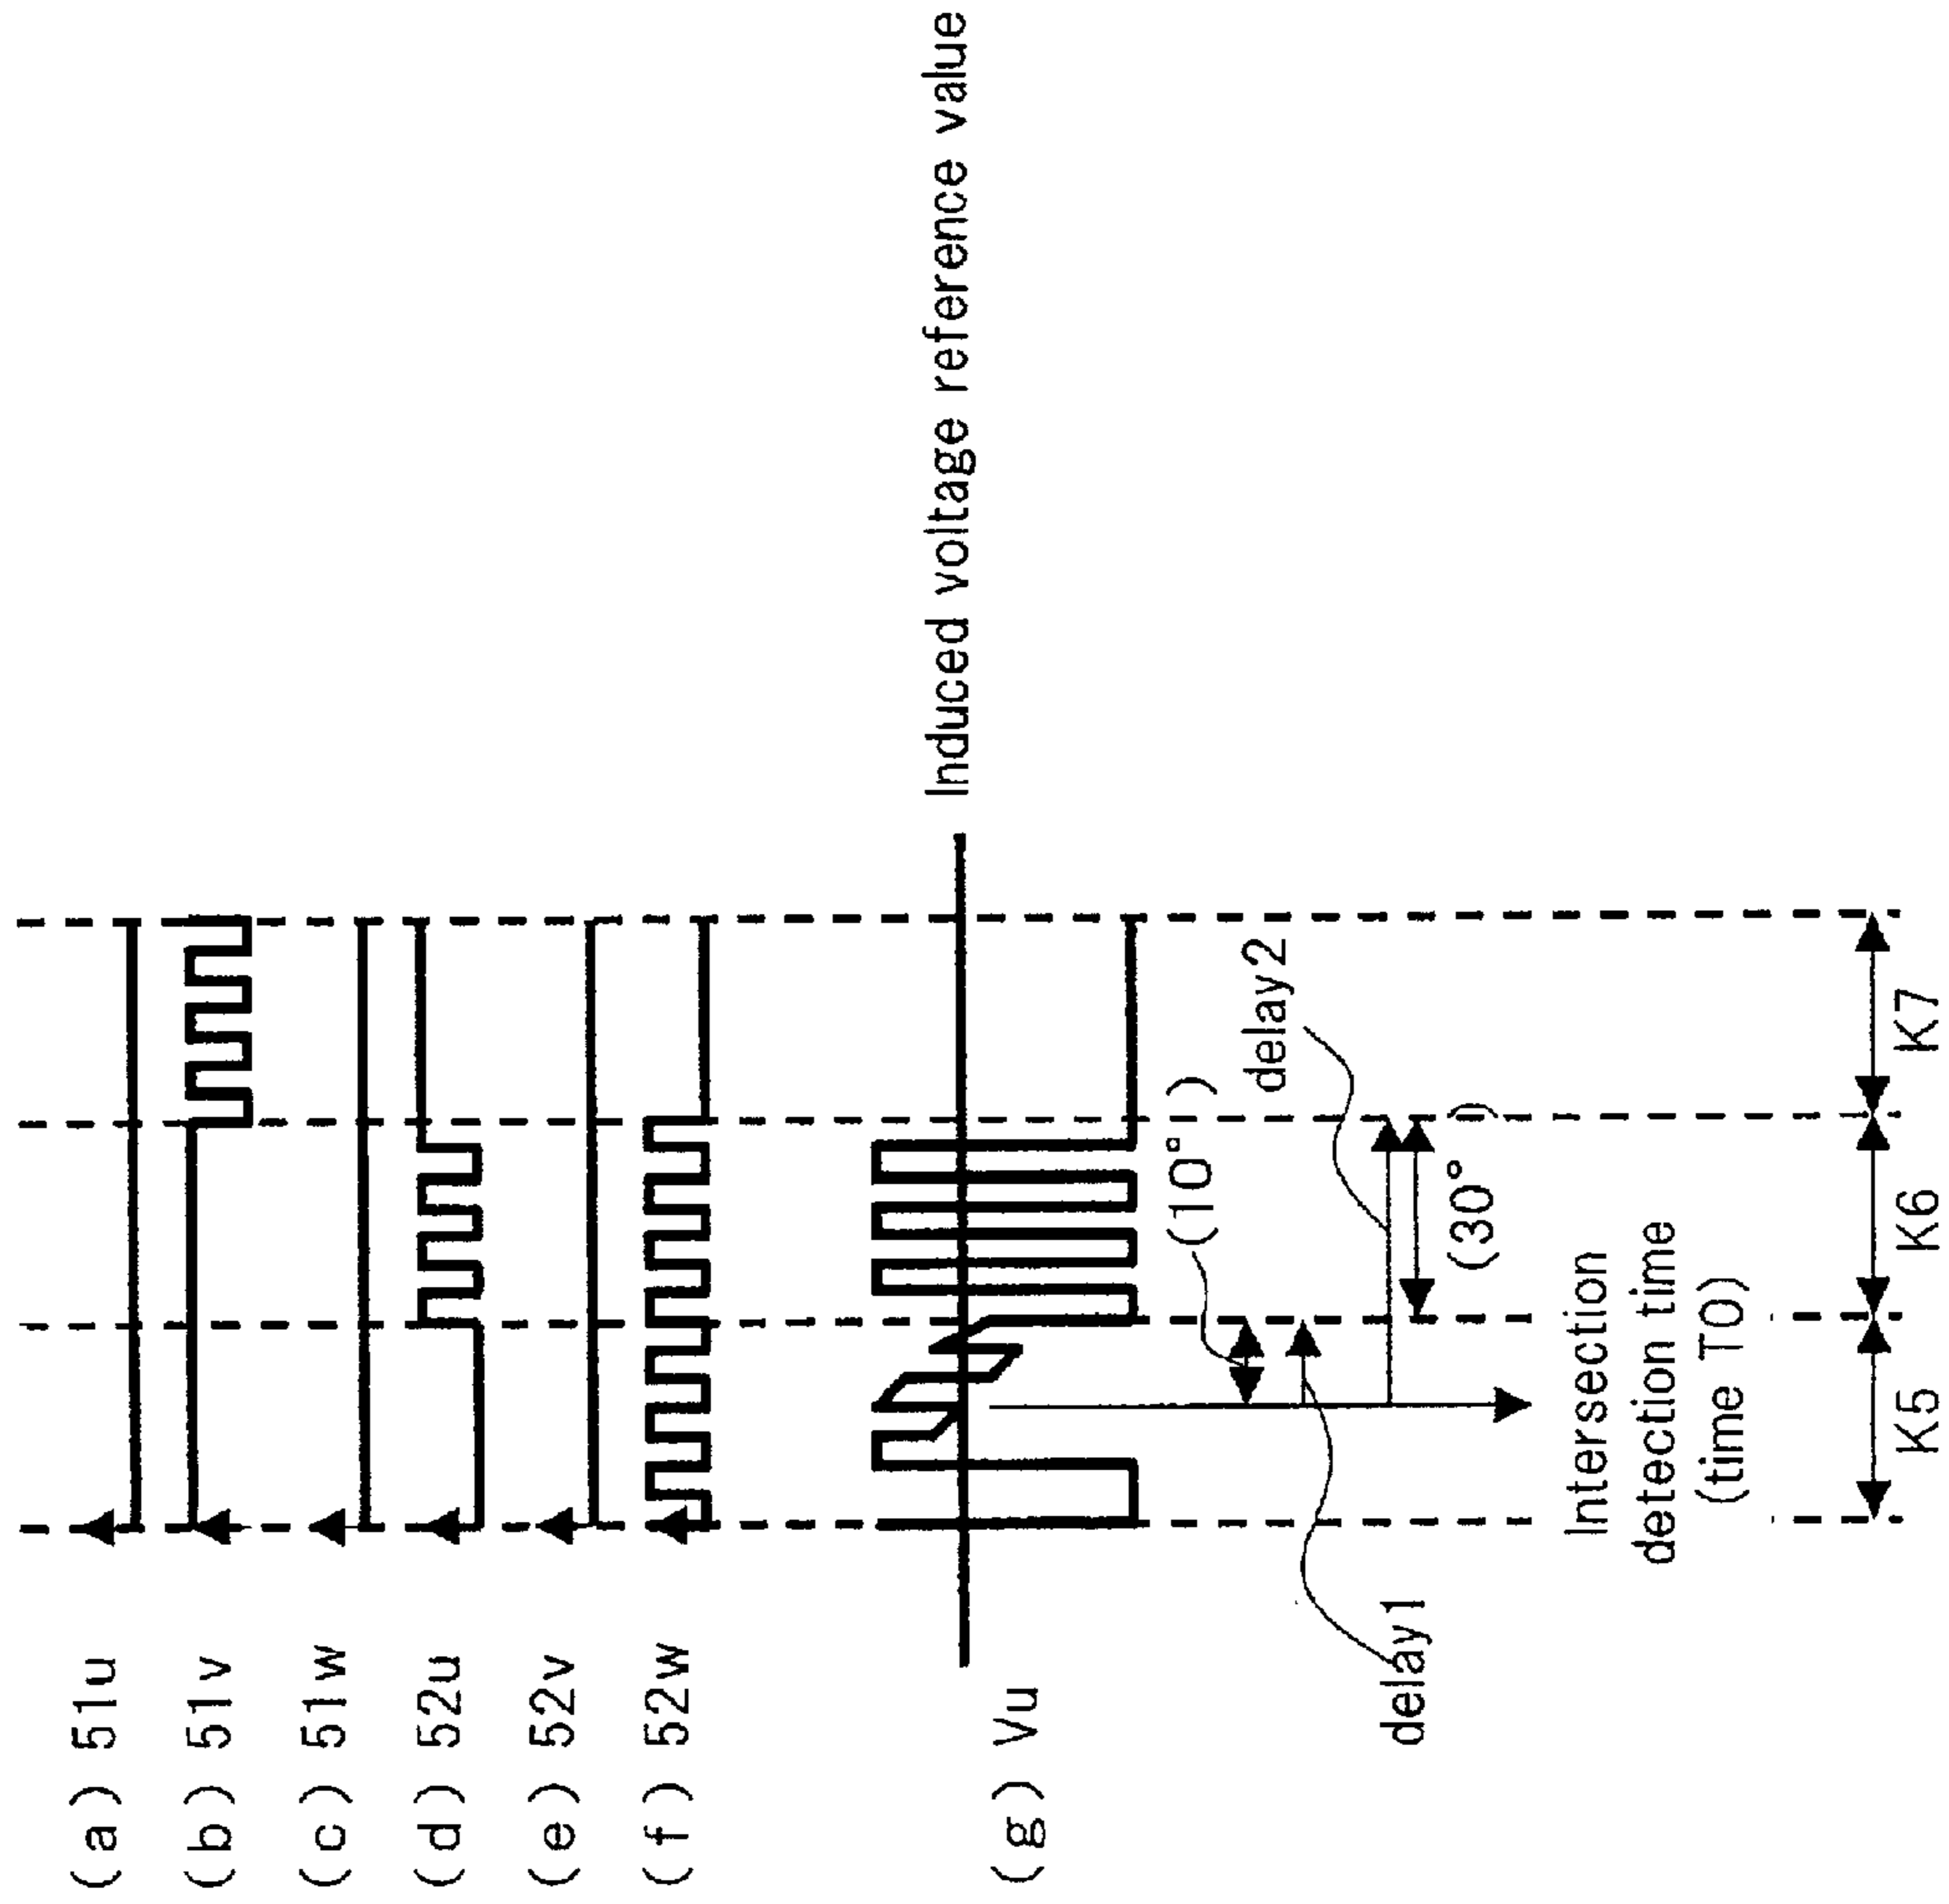 (a) 51u
(b) 51v
(c) 51w
(d) 52u
(e) 52v
(f) 52w
Induced voltage reference value
(g) Vu
(10°)
delay2
delay1
(30°)
Intersection
detection time
(time T0)
K5
K6
K7